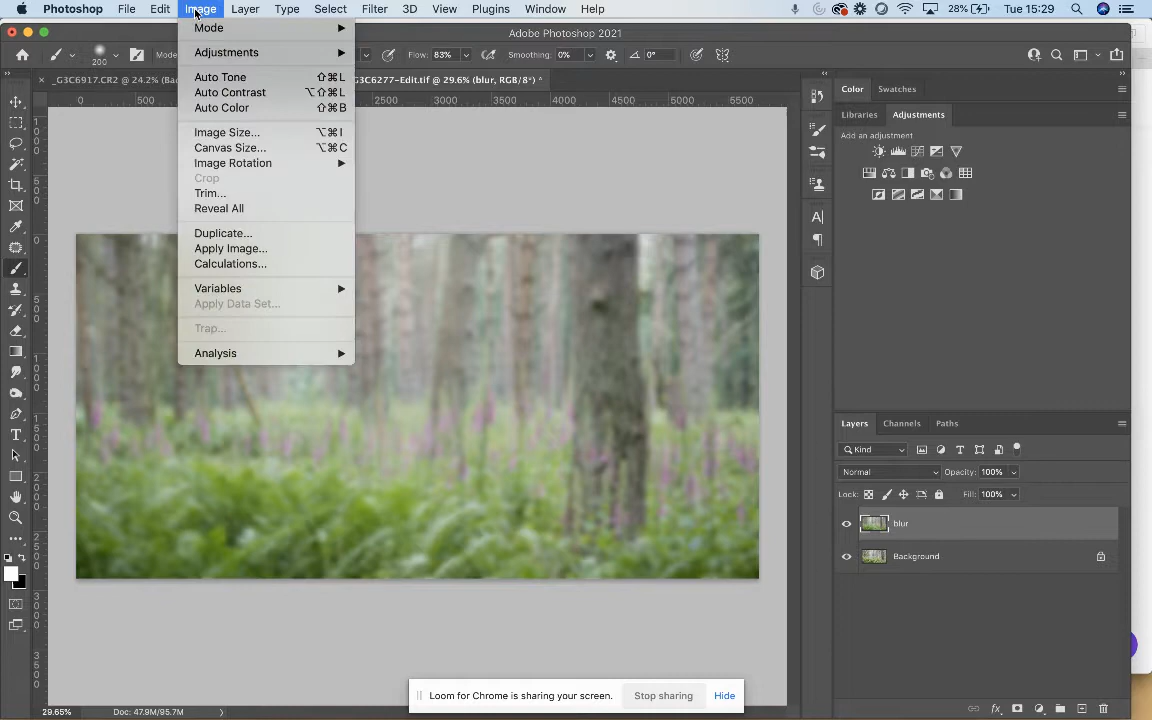 Photoshop File Edit Image Layer Type Select Filter 3D View Plugins Window Help 28% Tue 15:29
Adobe Photoshop 2021
200 Mode Flow: 83% Smoothing: 0% 0°
_G3C6917.CR2 @ 24.2% (Bac G3C6277-Edit.tif @ 29.6% (blur, RGB/8*) ^
0 500 2500 3000 3500 4000 4500 5000 5500
Mode
Adjustments
Auto Tone ⇧⌘L
Auto Contrast ⌥⇧⌘L
Auto Color ⇧⌘B
Image Size... ⌥⌘I
Canvas Size... ⌥⌘C
Image Rotation
Crop
Trim...
Reveal All
Duplicate...
Apply Image...
Calculations...
Variables
Apply Data Set...
Trap...
Analysis
Color Swatches
Libraries Adjustments
Add an adjustment
Layers Channels Paths
Kind
Normal Opacity: 100%
Lock: Fill: 100%
blur
Background
Loom for Chrome is sharing your screen. Stop sharing Hide
29.65% Doc: 47.9M/95.7M